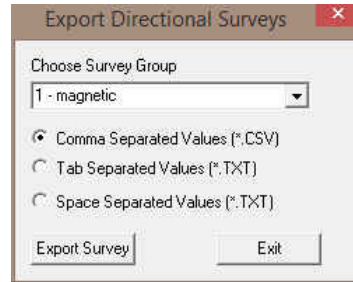 Export Directional Surveys
Choose Survey Group
1 - magnetic
Comma Separated Values (*.CSV)
Tab Separated Values (*.TXT)
Space Separated Values (*.TXT)
Export Survey Exit